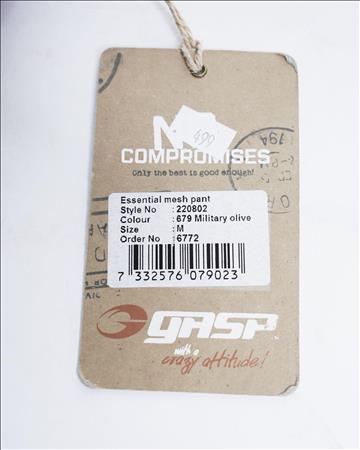 499
COMPROMISES
Only the best is good enough!
Essential mesh pant
Style No : 220802
Colour : 679 Military olive
Size : M
Order No : 6772
7 332576 079023
GASP
with a
crazy attitude!